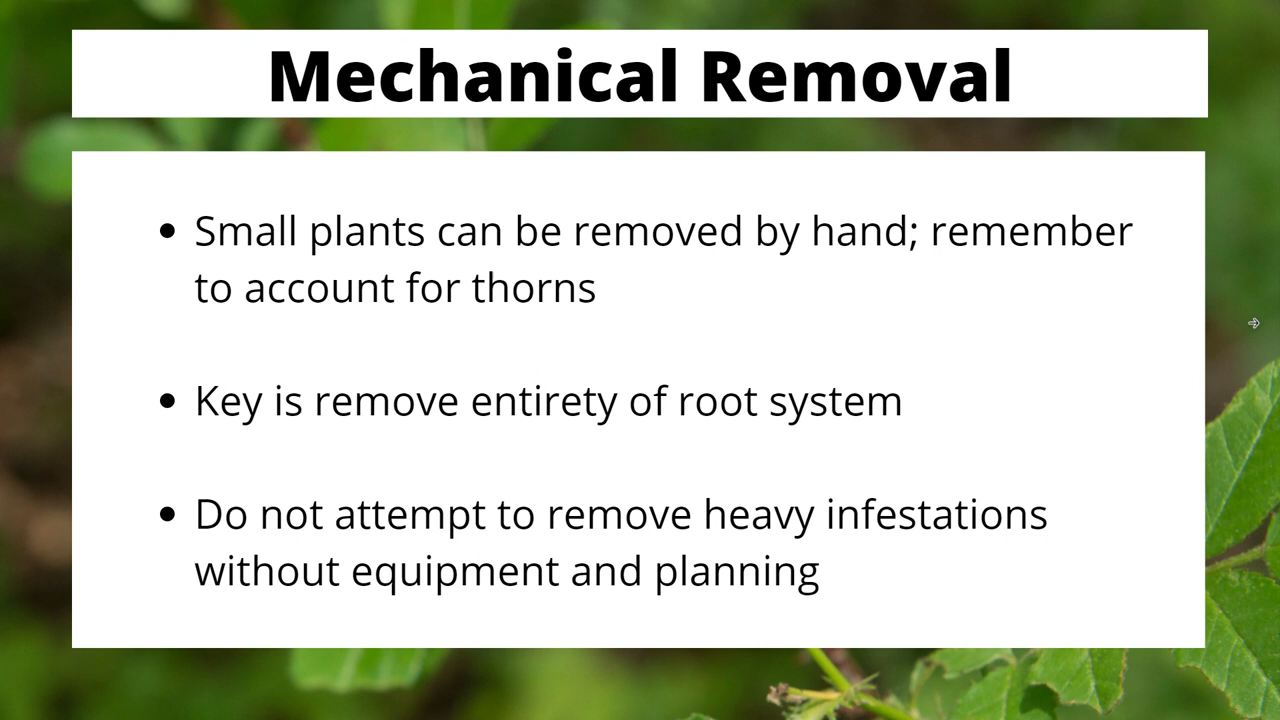 Mechanical Removal
• Small plants can be removed by hand; remember
to account for thorns
• Key is remove entirety of root system
• Do not attempt to remove heavy infestations
without equipment and planning